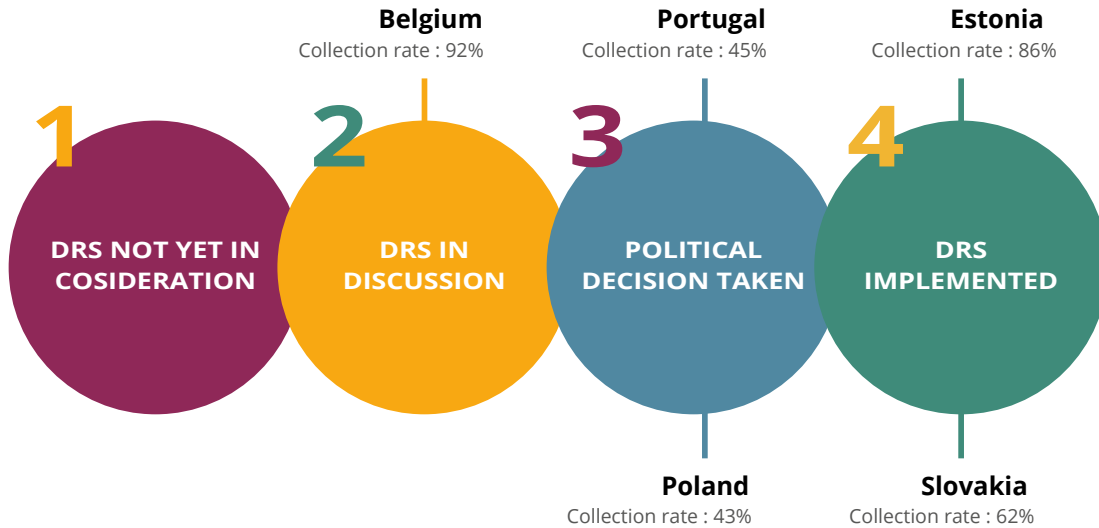 Belgium
Collection rate : 92%
Portugal
Collection rate : 45%
Estonia
Collection rate : 86%
1
2
3
4
DRS NOT YET IN
COSIDERATION
DRS IN
DISCUSSION
POLITICAL
DECISION TAKEN
DRS
IMPLEMENTED
Poland
Collection rate : 43%
Slovakia
Collection rate : 62%